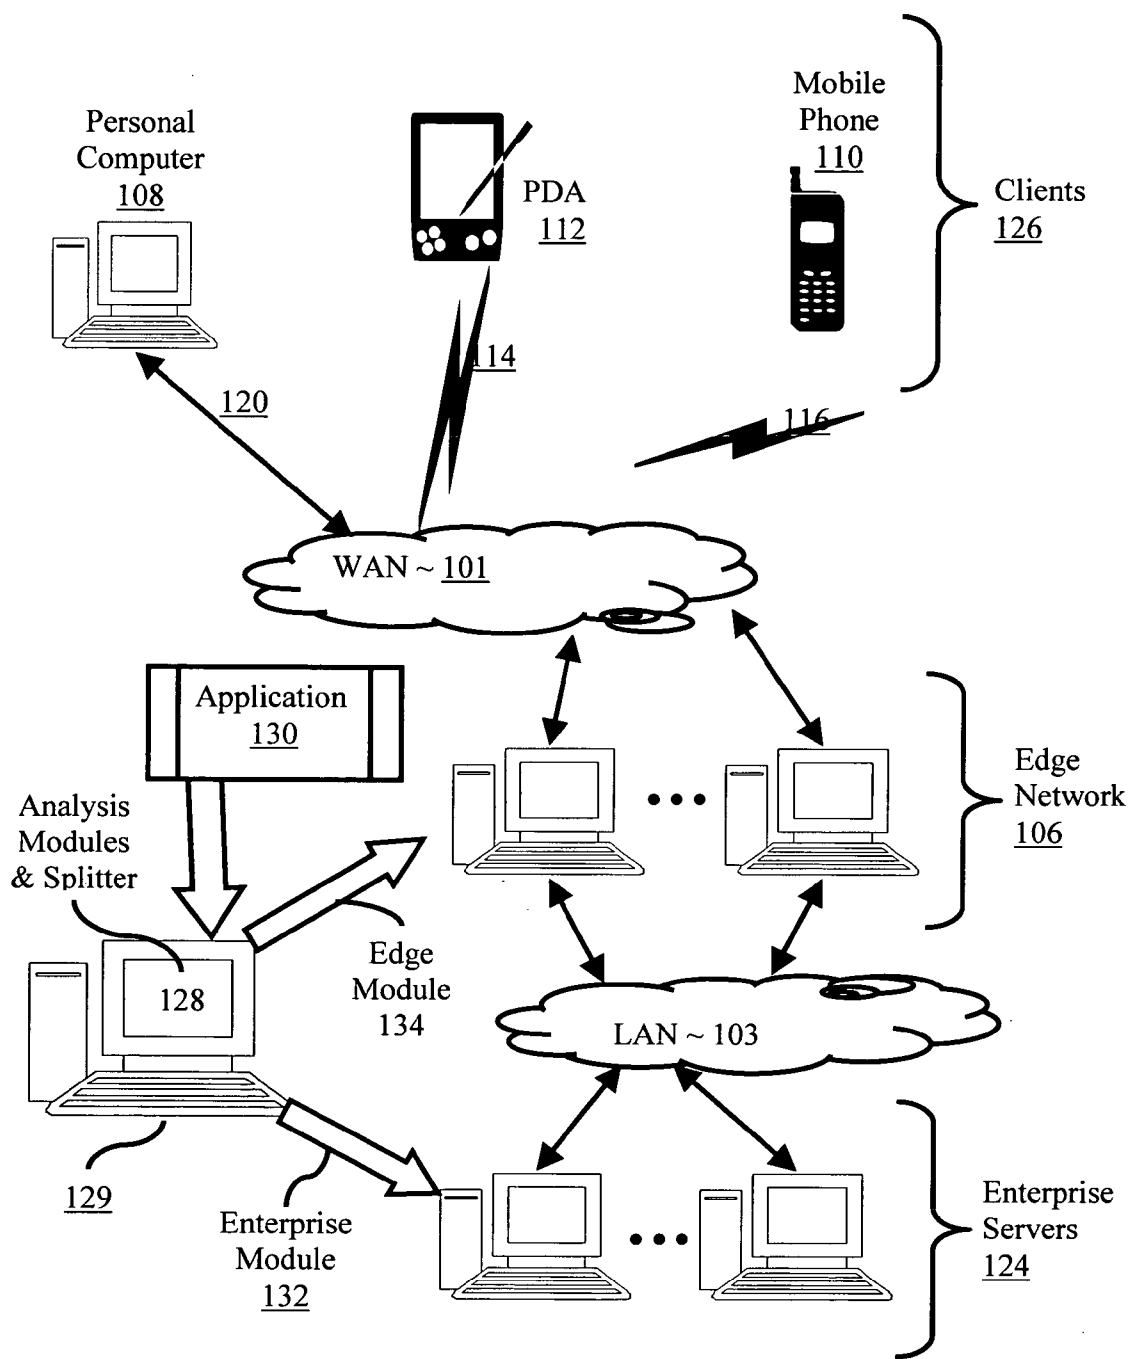 Mobile
Phone
110
Personal
Computer
108
PDA
112
Clients
126
114
120
116
WAN ~ 101
Application
130
Analysis
Modules
& Splitter
Edge
Network
106
Edge
Module
134
128
LAN ~ 103
129
Enterprise
Module
132
Enterprise
Servers
124